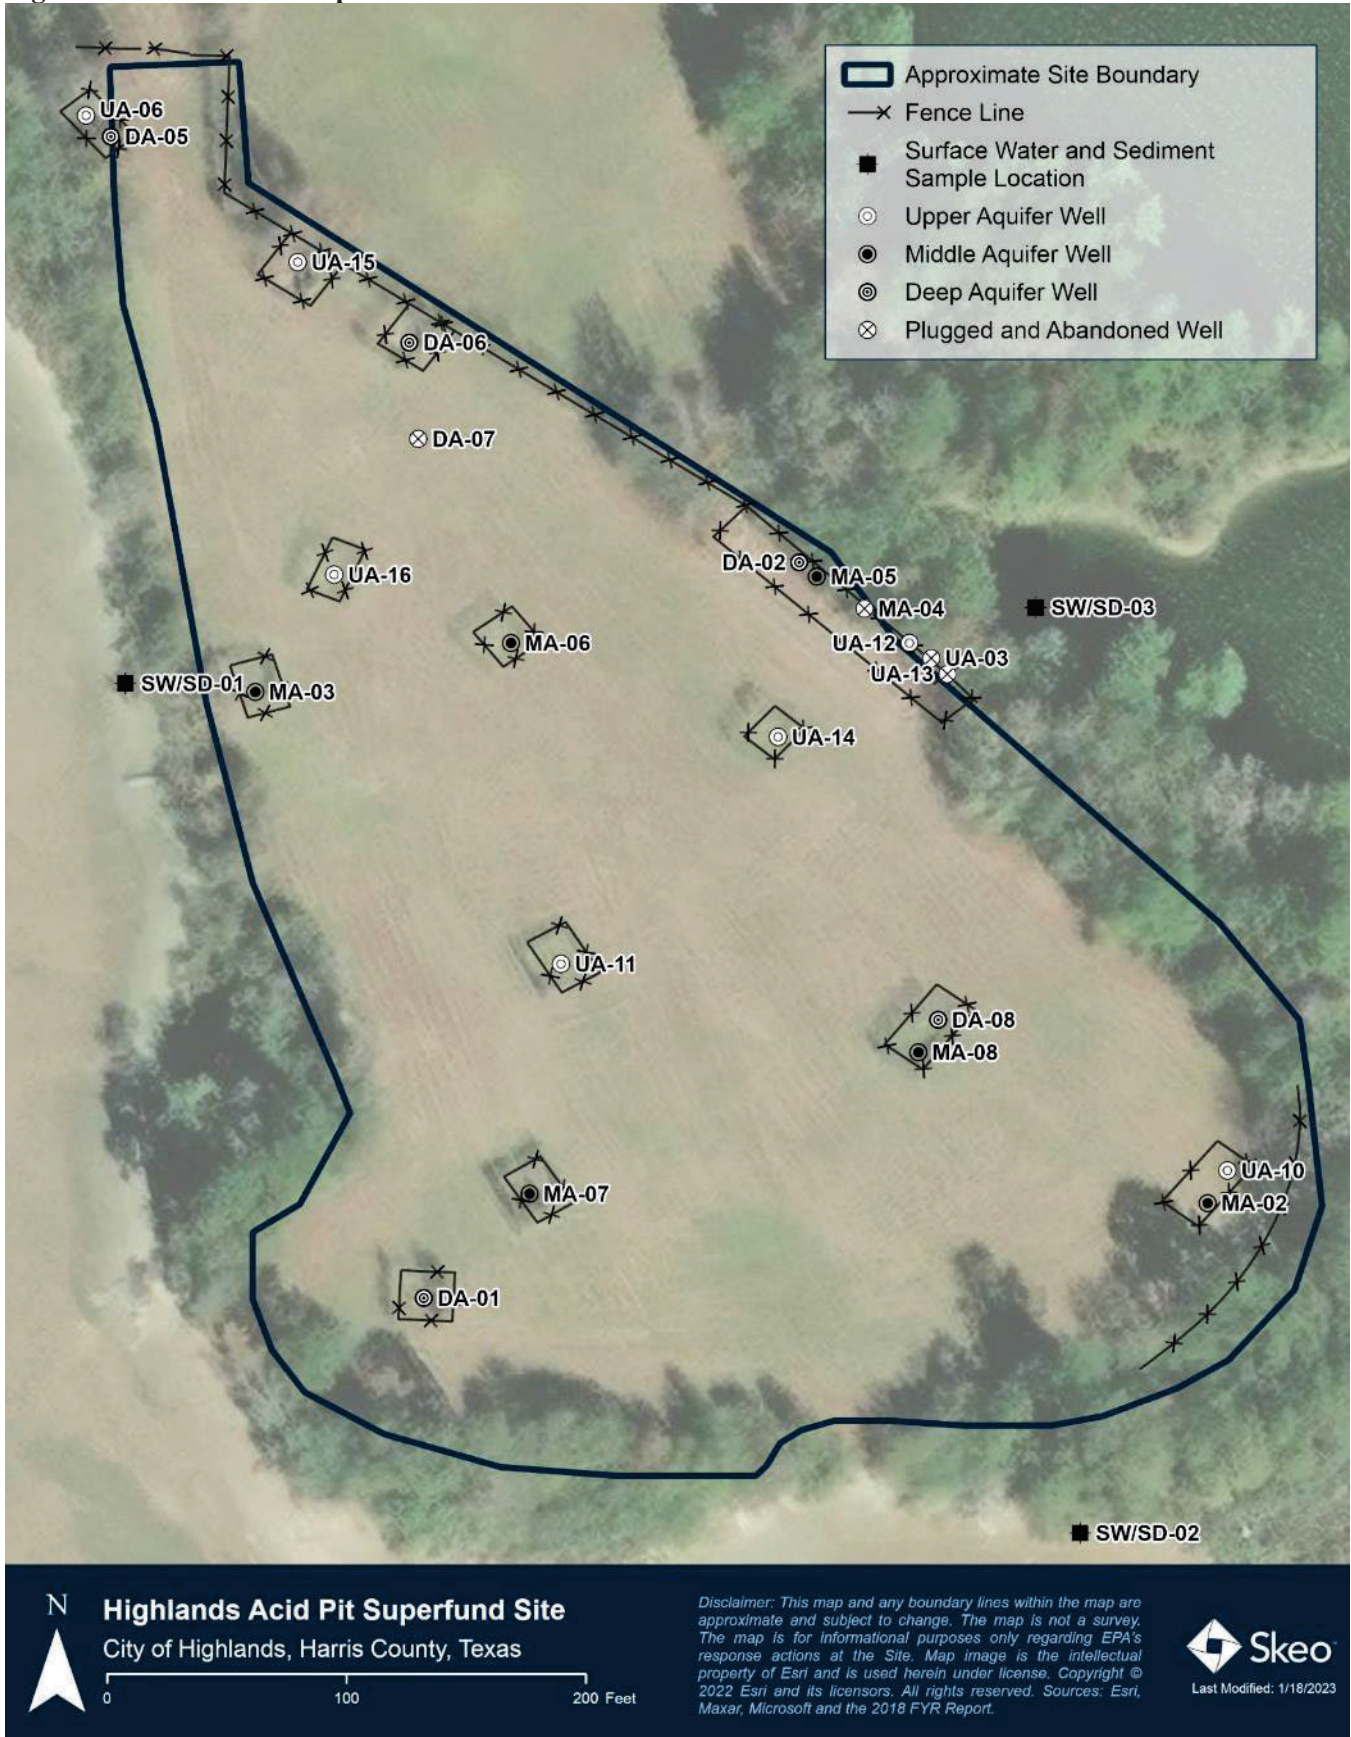 Approximate Site Boundary
Fence Line
Surface Water and Sediment
Sample Location
Upper Aquifer Well
Middle Aquifer Well
Deep Aquifer Well
Plugged and Abandoned Well
UA-06
DA-05
UA-15
DA-06
DA-07
DA-02
MA-05
UA-16
MA-04
SW/SD-03
MA-06
UA-12
UA-03
UA-13
SW/SD-01
MA-03
UA-14
UA-11
DA-08
MA-08
UA-10
MA-07
MA-02
DA-01
SW/SD-02
N
Highlands Acid Pit Superfund Site
City of Highlands, Harris County, Texas
0 100 200 Feet
Disclaimer: This map and any boundary lines within the map are
approximate and subject to change. The map is not a survey.
The map is for informational purposes only regarding EPA's
response actions at the Site. Map image is the intellectual
property of Esri and is used herein under license. Copyright ©
2022 Esri and its licensors. All rights reserved. Sources: Esri,
Maxar, Microsoft and the 2018 FYR Report.
Skeo
Last Modified: 1/18/2023